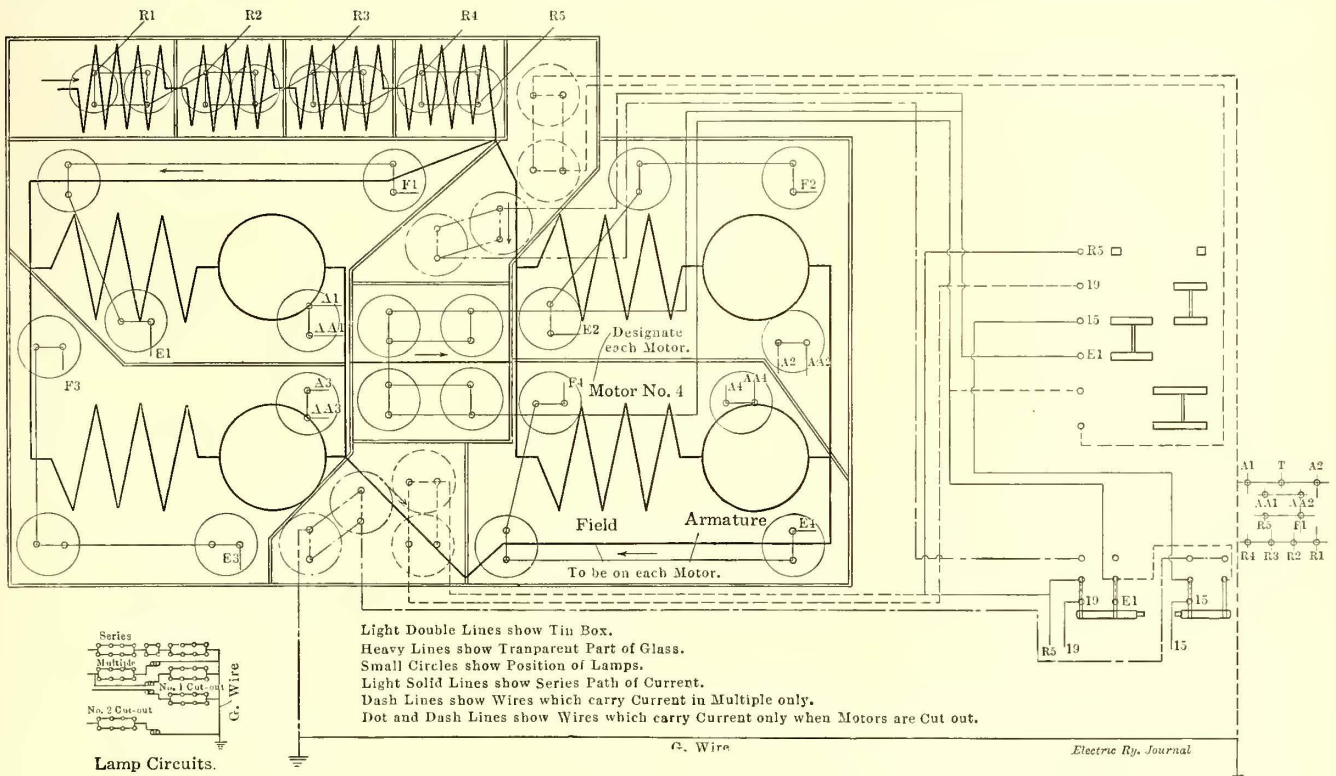 R1 R2 R3 R4 R5
F1
F2
A1
AA1
E1
E2
Designate
each Motor.
A2 AA2
F3
A3
AA3
F4
Motor No. 4
A4 AA4
R5
19
15
E1
Field
Armature
E4
E3
To be on each Motor.
A1 T A2
AA1 AA2
R5 F1
R4 R3 R2 R1
19 E1 15
R5 19 15
Series
Multiple
No. 1 Cut-out
No. 2 Cut-out
G. Wire
Lamp Circuits.
Light Double Lines show Tin Box.
Heavy Lines show Tranparent Part of Glass.
Small Circles show Position of Lamps.
Light Solid Lines show Series Path of Current.
Dash Lines show Wires which carry Current in Multiple only.
Dot and Dash Lines show Wires which carry Current only when Motors are Cut out.
G. Wire
Electric Ry. Journal